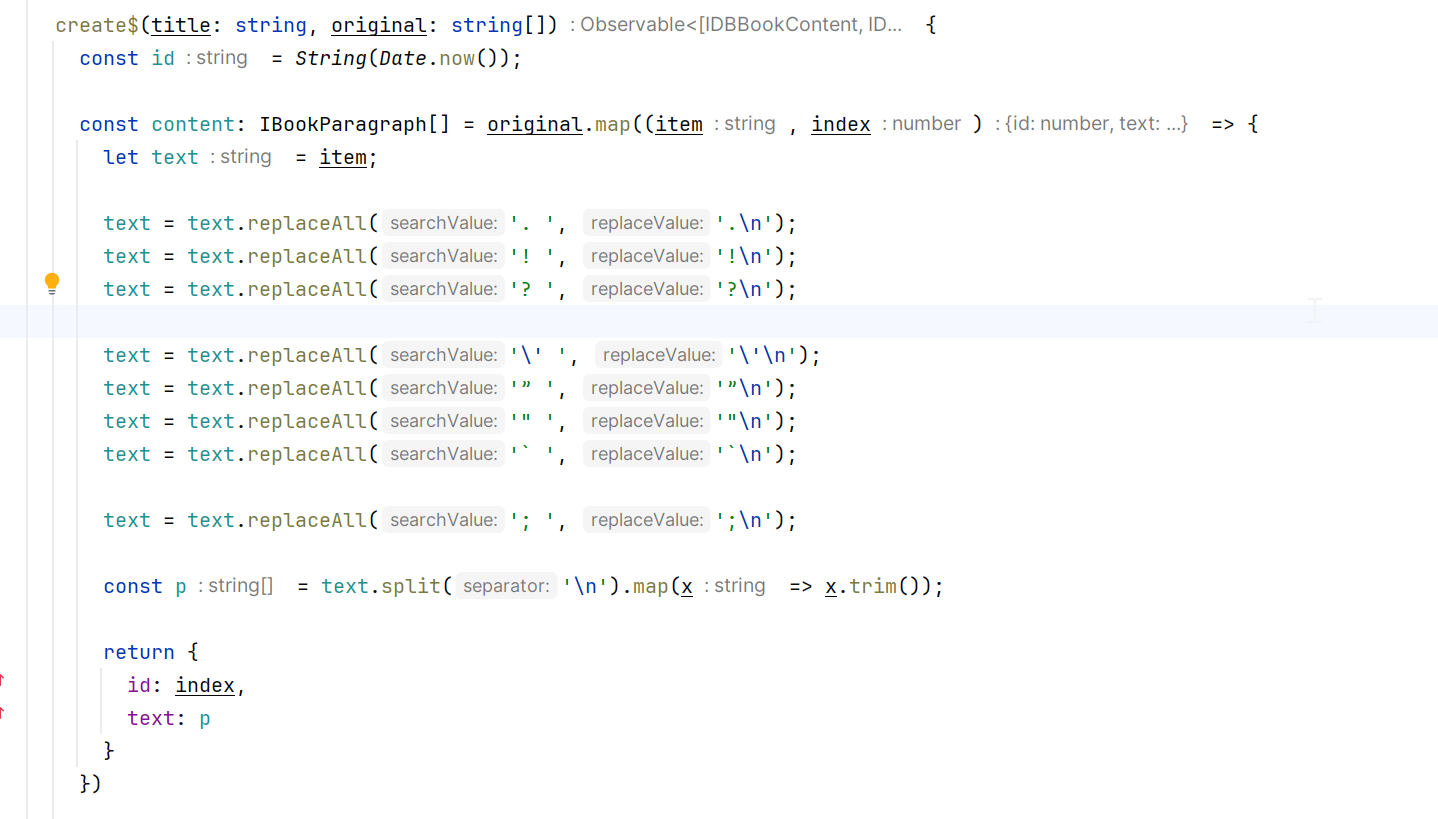 create$(title: string, original: string[]) : Observable<[IDBBookContent, ID... {
const id : string = String(Date.now());
const content: IBookParagraph[] = original.map((item : string , index : number ) : {id: number, text: ...} => {
let text : string = item;
text = text.replaceAll( searchValue: '. ', replaceValue: '.\n');
text = text.replaceAll( searchValue: '! ', replaceValue: '!\n');
text = text.replaceAll( searchValue: '? ', replaceValue: '?\n');
text = text.replaceAll( searchValue: '\' ', replaceValue: '\'\n');
text = text.replaceAll( searchValue: '” ', replaceValue: '”\n');
text = text.replaceAll( searchValue: '" ', replaceValue: '"\n');
text = text.replaceAll( searchValue: '` ', replaceValue: '`\n');
text = text.replaceAll( searchValue: '; ', replaceValue: ';\n');
const p : string[] = text.split( separator: '\n').map(x : string => x.trim());
return {
id: index,
text: p
}
})